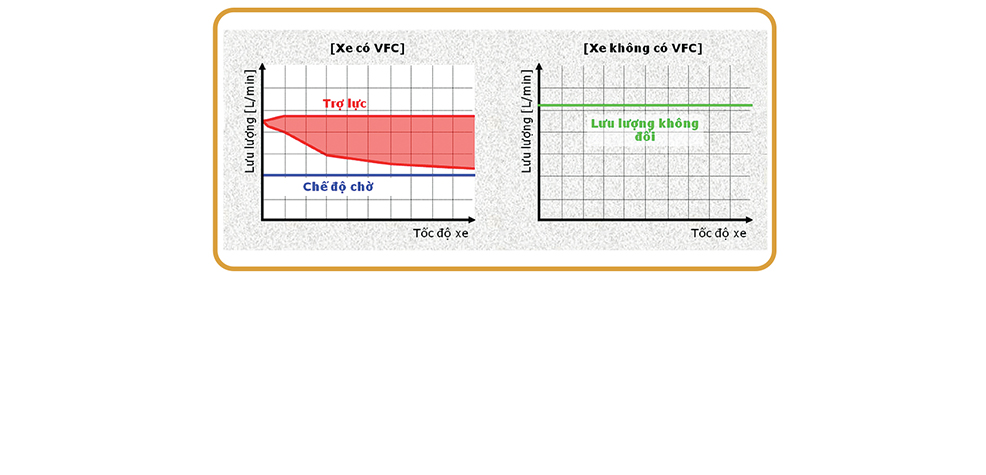 [Xe có VFC]
Lưu lượng [L/min]
Trợ lực
Chế độ chờ
Tốc độ xe
[Xe không có VFC]
Lưu lượng [L/min]
Lưu lượng không
đổi
Tốc độ xe